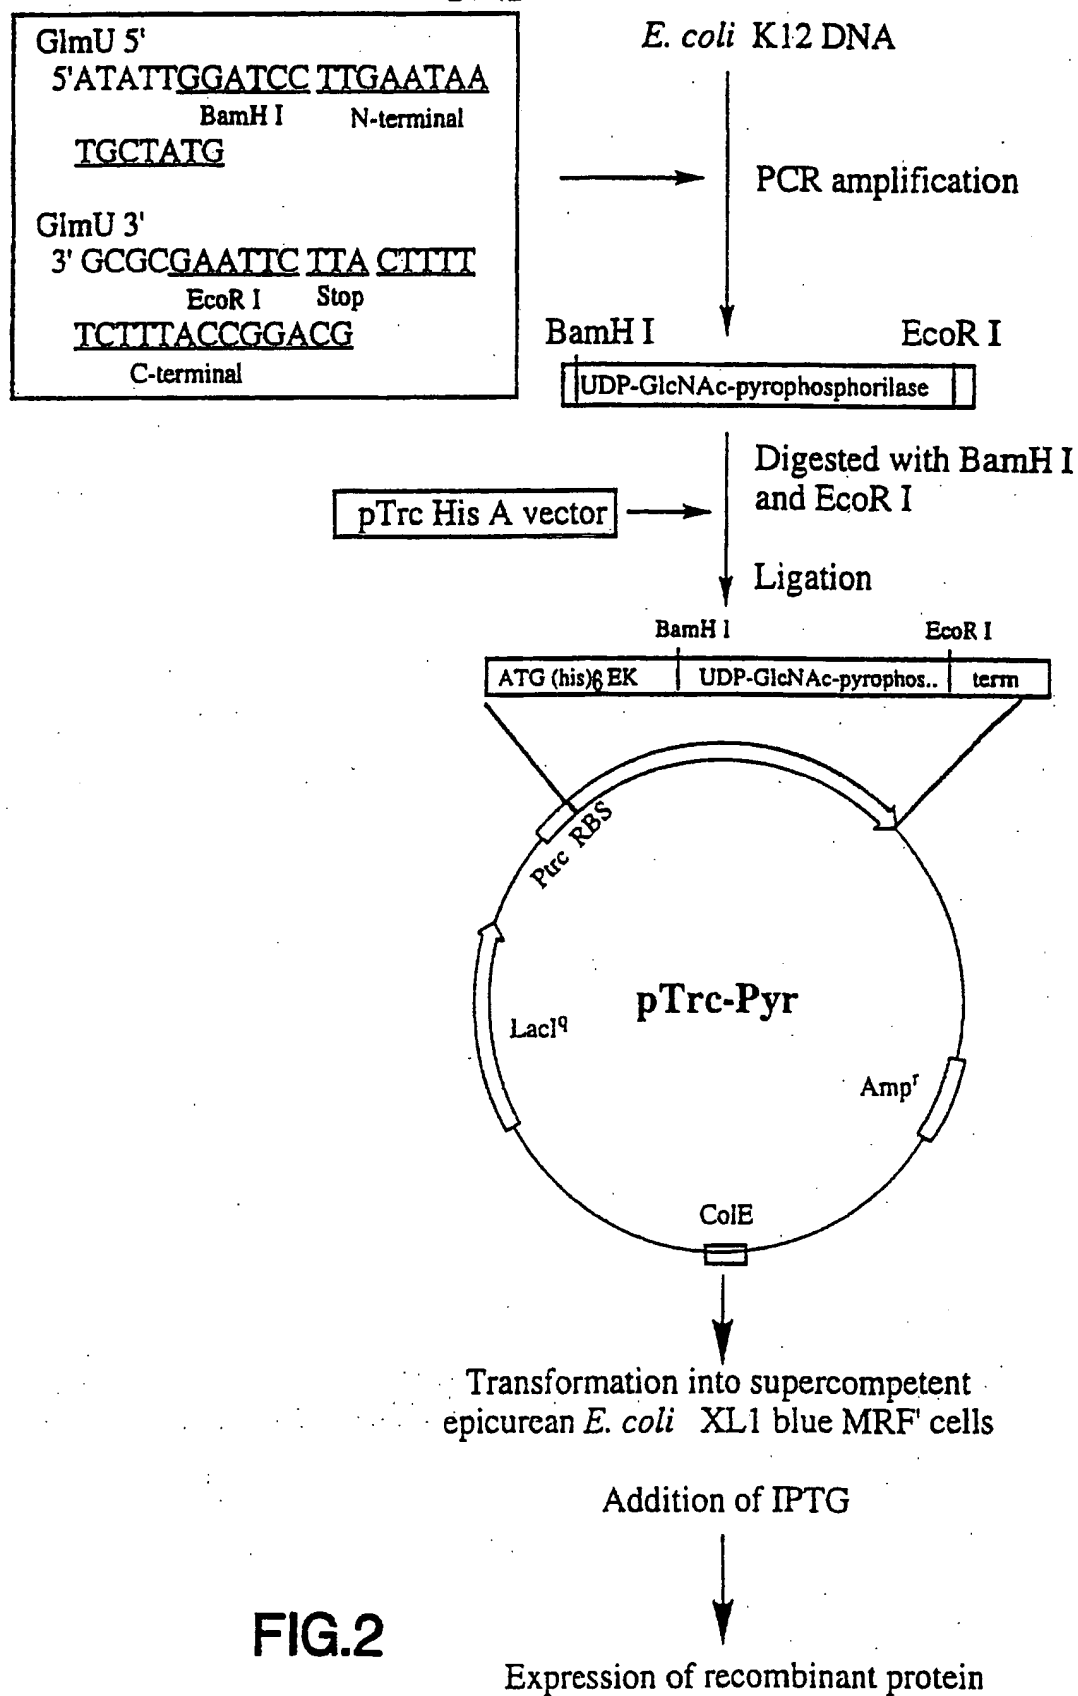 GlmU 5'
5'ATATTGGATCC TTGAATAA
BamH I N-terminal
TGCTATG
GlmU 3'
3' GCGCGAATTC TTA CTTTT
EcoR I Stop
TCTTTACCGGACG
C-terminal
E. coli K12 DNA
PCR amplification
BamH I EcoR I
UDP-GlcNAc-pyrophosphorilase
Digested with BamH I
and EcoR I
pTrc His A vector
Ligation
BamH I EcoR I
ATG (his)6 EK UDP-GlcNAc-pyrophos.. term
Ptrc RBS
pTrc-Pyr
LacIq
Ampr
ColE
Transformation into supercompetent
epicurean E. coli XL1 blue MRF' cells
Addition of IPTG
FIG.2
Expression of recombinant protein